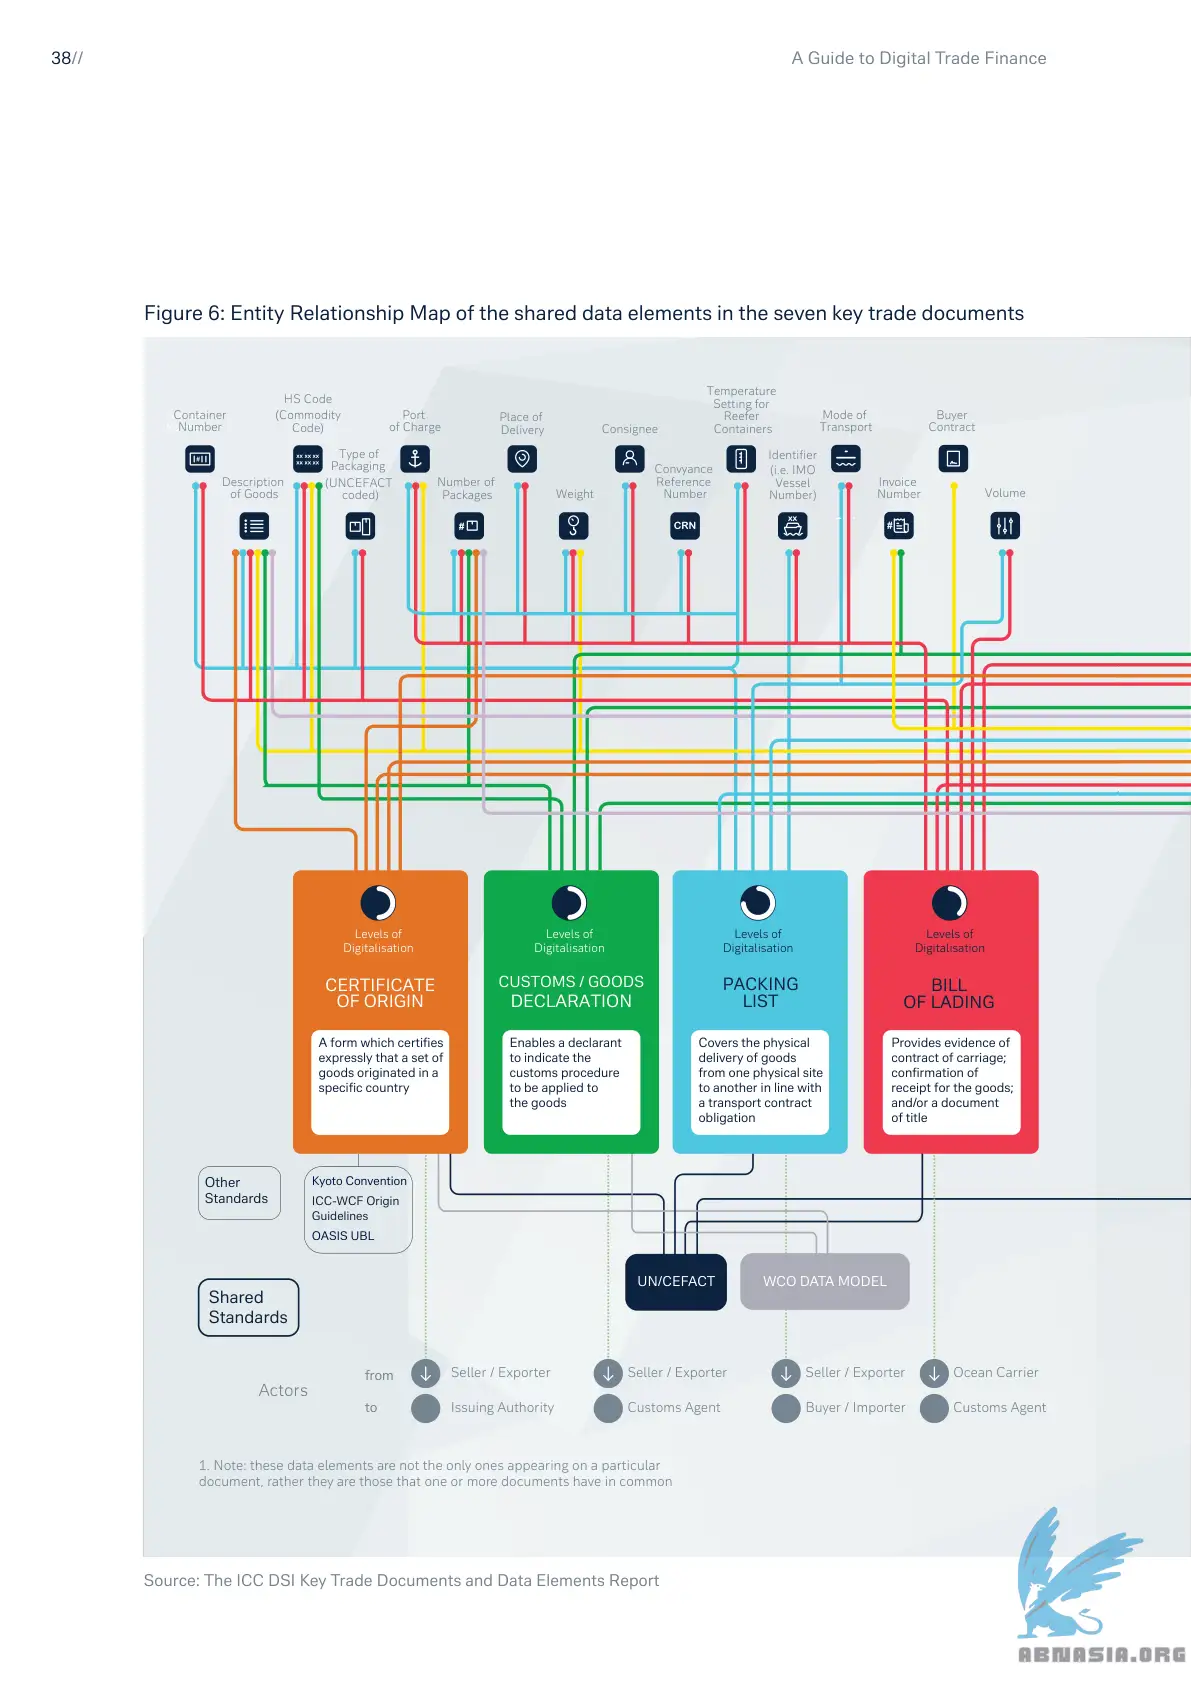 38//
A Guide to Digital Trade Finance
Figure 6: Entity Relationship Map of the shared data elements in the seven key trade documents
Container
Number
HS Code
(Commodity
Code)
Port
of Charge
Place of
Delivery
Consignee
Temperature
Setting for
Reefer
Containers
Mode of
Transport
Buyer
Contract
Description
of Goods
Type of
Packaging
(UNCEFACT
coded)
Number of
Packages
Weight
Convyance
Reference
Number
Identifier
(i.e. IMO
Vessel
Number)
Invoice
Number
Volume
XX XX XX
XX XX XX
#
CRN
XX
#
Levels of
Digitalisation
CERTIFICATE
OF ORIGIN
A form which certifies
expressly that a set of
goods originated in a
specific country
Levels of
Digitalisation
CUSTOMS / GOODS
DECLARATION
Enables a declarant
to indicate the
customs procedure
to be applied to
the goods
Levels of
Digitalisation
PACKING
LIST
Covers the physical
delivery of goods
from one physical site
to another in line with
a transport contract
obligation
Levels of
Digitalisation
BILL
OF LADING
Provides evidence of
contract of carriage;
confirmation of
receipt for the goods;
and/or a document
of title
Other
Standards
Kyoto Convention
ICC-WCF Origin
Guidelines
OASIS UBL
UN/CEFACT
WCO DATA MODEL
Shared
Standards
Actors
from
to
Seller / Exporter
Issuing Authority
Seller / Exporter
Customs Agent
Seller / Exporter
Buyer / Importer
Ocean Carrier
Customs Agent
1. Note: these data elements are not the only ones appearing on a particular
document, rather they are those that one or more documents have in common
Source: The ICC DSI Key Trade Documents and Data Elements Report
ABNASIA.ORG